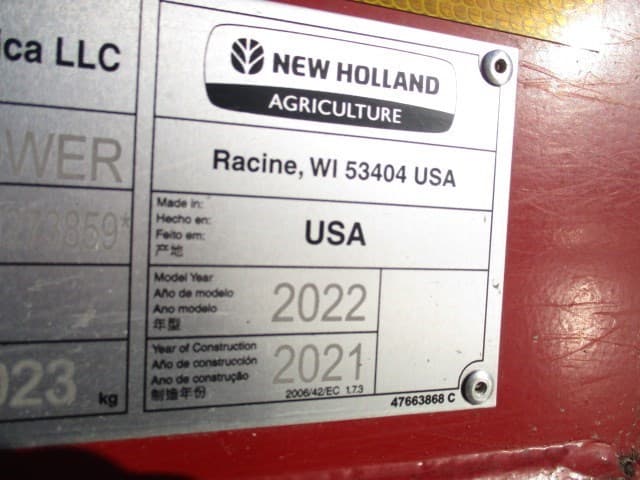 ica LLC
NEW HOLLAND
AGRICULTURE
OWER
Racine, WI 53404 USA
73859*
Made in:
Hecho en:
Feito em:
产地
USA
Model Year
Año de modelo
Ano modelo
年型
2022
023 kg
Year of Construction
Año de construcción
Ano de construção
制造年份
2021
2006/42/EC 1.7.3
47663868 C